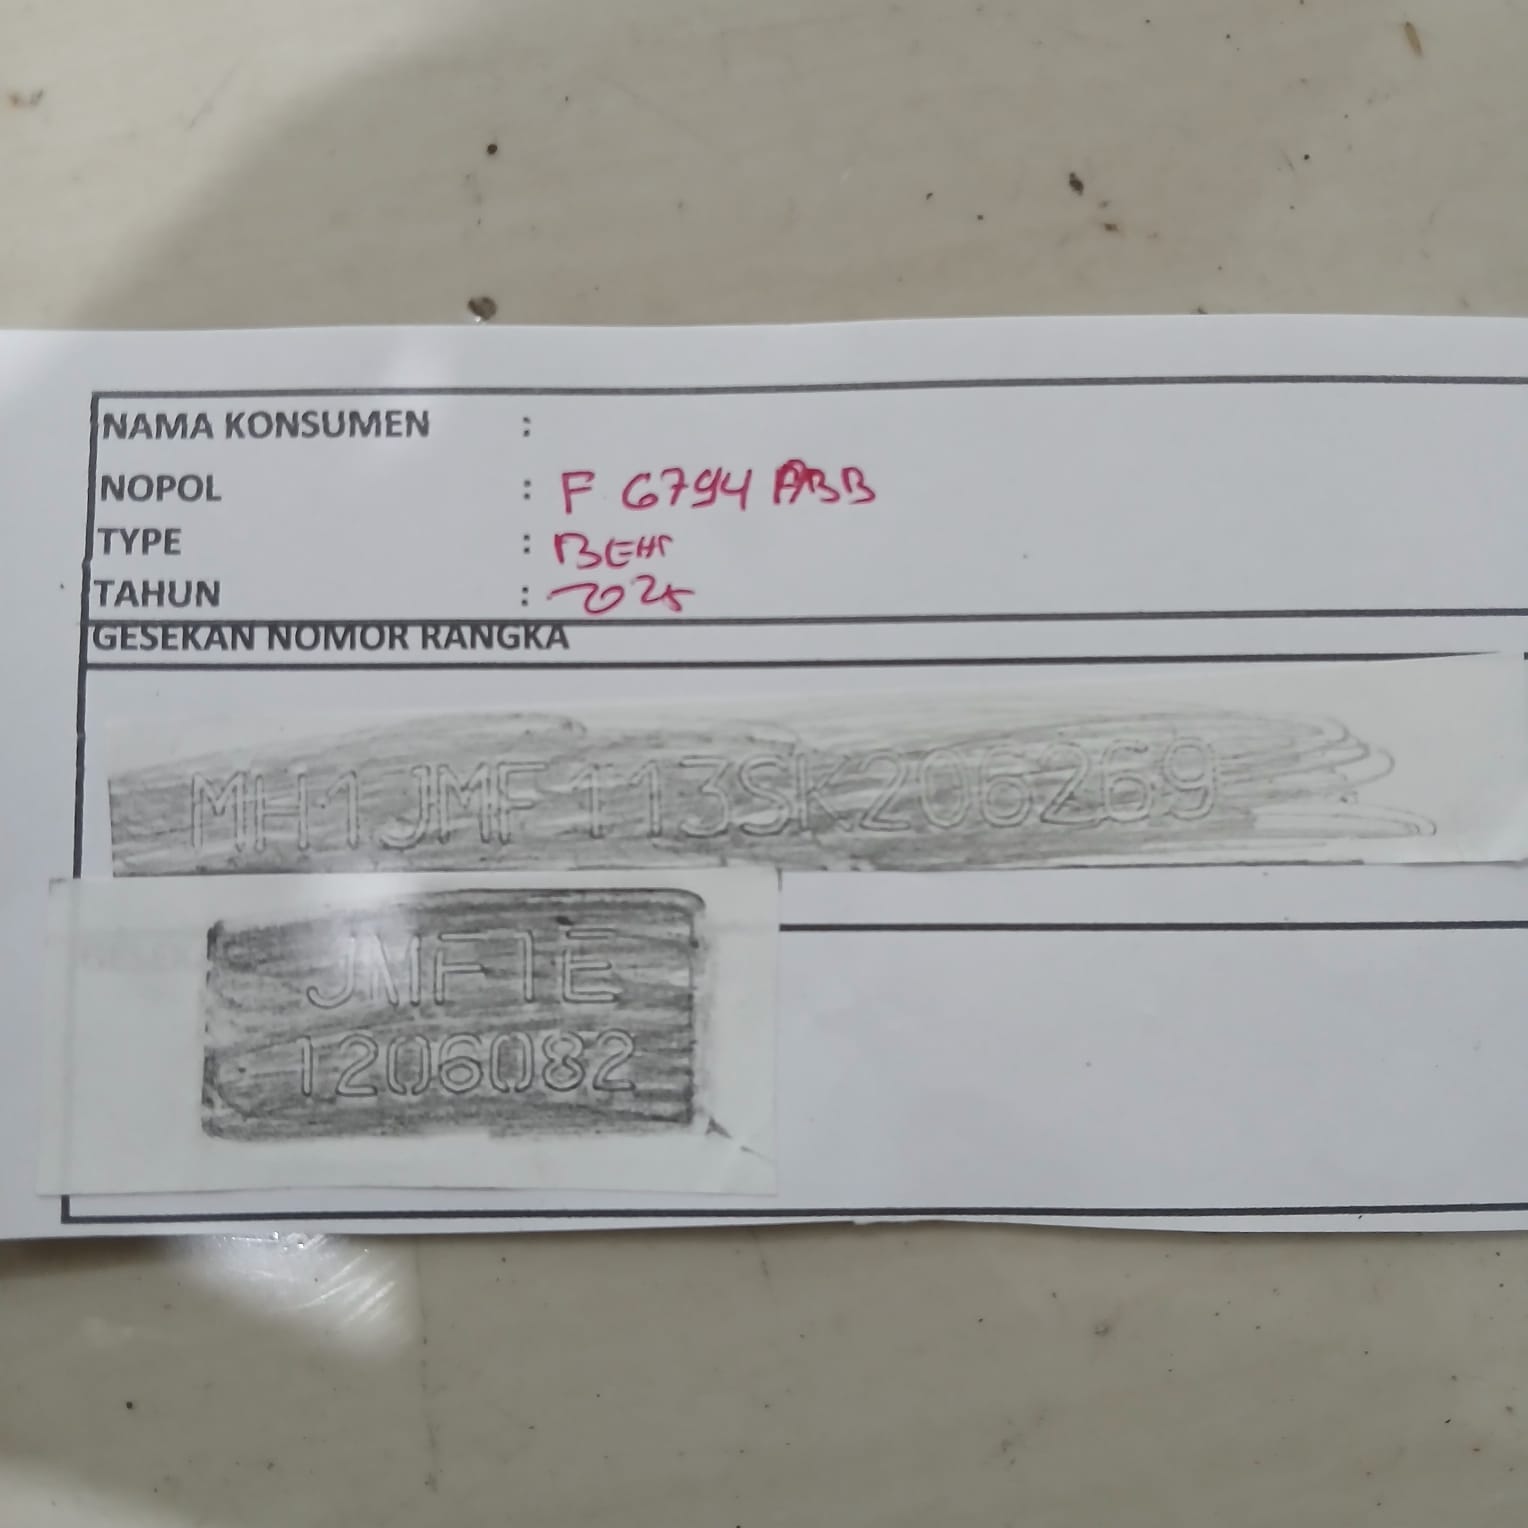 NAMA KONSUMEN :
NOPOL : F 6794 ABB
TYPE : BEAT
TAHUN : 2025
GESEKAN NOMOR RANGKA
MH1JMF113SK206269
JMF1E
1206082